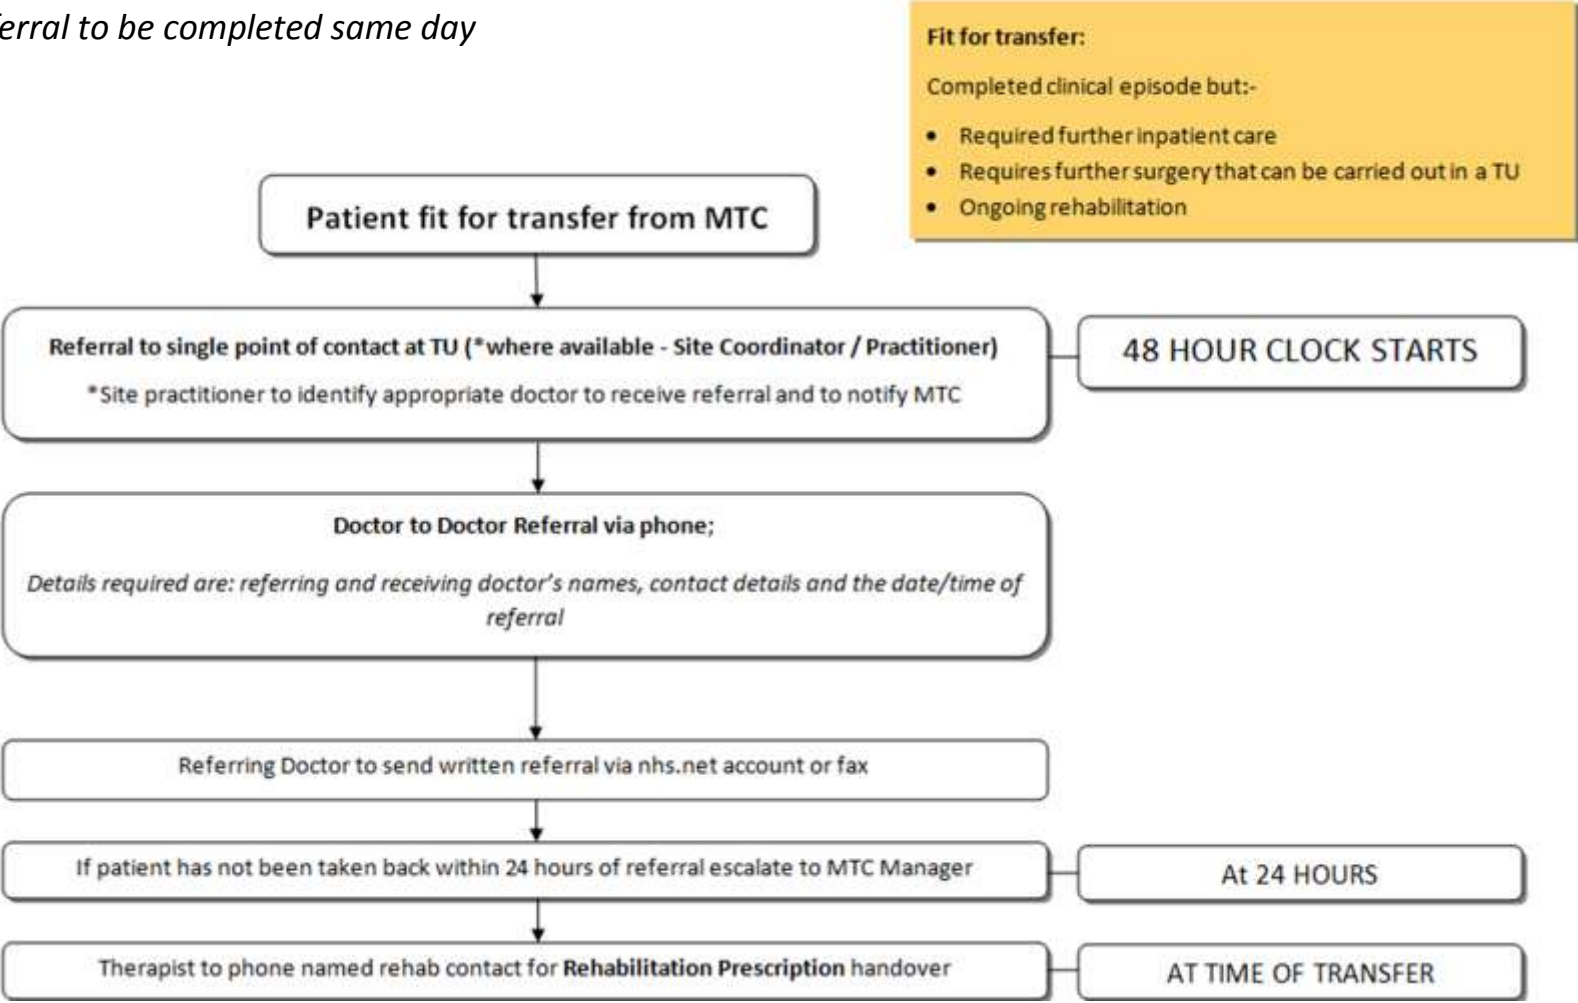 to be completed same day
Fit for transfer:
Completed clinical episode but:-
• Required further inpatient care
• Requires further surgery that can be carried out in a TU
• Ongoing rehabilitation
Patient fit for transfer from MTC
Referral to single point of contact at TU (*where available - Site Coordinator / Practitioner)
*Site practitioner to identify appropriate doctor to receive referral and to notify MTC
48 HOUR CLOCK STARTS
Doctor to Doctor Referral via phone;
Details required are: referring and receiving doctor's names, contact details and the date/time of
referral
Referring Doctor to send written referral via nhs.net account or fax
If patient has not been taken back within 24 hours of referral escalate to MTC Manager
At 24 HOURS
Therapist to phone named rehab contact for Rehabilitation Prescription handover
AT TIME OF TRANSFER